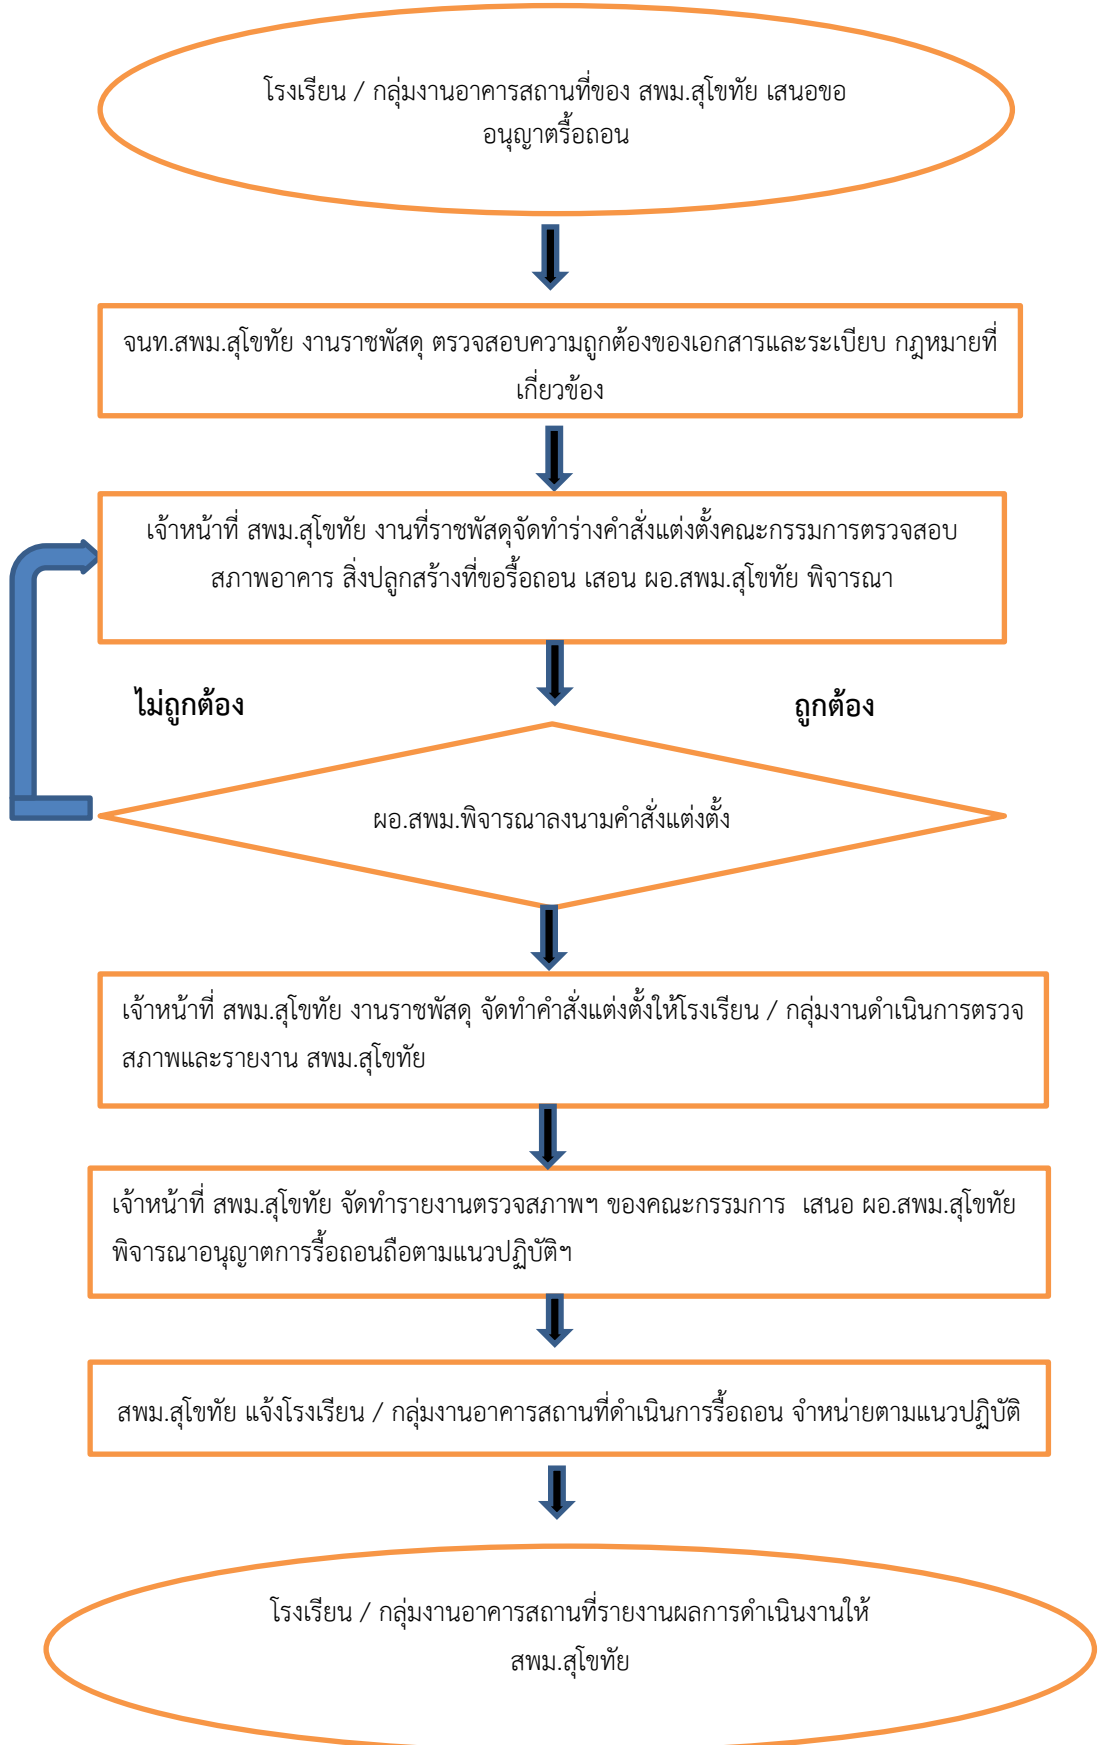 โรงเรียน / กลุ่มงานอาคารสถานที่ของ สพม.สุโขทัย เสนอขอ
อนุญาตรื้อถอน
จนท.สพม.สุโขทัย งานราชพัสดุ ตรวจสอบความถูกต้องของเอกสารและระเบียบ กฎหมายที่
เกี่ยวข้อง
เจ้าหน้าที่ สพม.สุโขทัย งานที่ราชพัสดุจัดทำร่างคำสั่งแต่งตั้งคณะกรรมการตรวจสอบ
สภาพอาคาร สิ่งปลูกสร้างที่ขอรื้อถอน เสอน ผอ.สพม.สุโขทัย พิจารณา
ไม่ถูกต้อง
ถูกต้อง
ผอ.สพม.พิจารณาลงนามคำสั่งแต่งตั้ง
เจ้าหน้าที่ สพม.สุโขทัย งานราชพัสดุ จัดทำคำสั่งแต่งตั้งให้โรงเรียน / กลุ่มงานดำเนินการตรวจ
สภาพและรายงาน สพม.สุโขทัย
เจ้าหน้าที่ สพม.สุโขทัย จัดทำรายงานตรวจสภาพฯ ของคณะกรรมการ  เสนอ ผอ.สพม.สุโขทัย
พิจารณาอนุญาตการรื้อถอนถือตามแนวปฏิบัติฯ
สพม.สุโขทัย แจ้งโรงเรียน / กลุ่มงานอาคารสถานที่ดำเนินการรื้อถอน จำหน่ายตามแนวปฏิบัติ
โรงเรียน / กลุ่มงานอาคารสถานที่รายงานผลการดำเนินงานให้
สพม.สุโขทัย